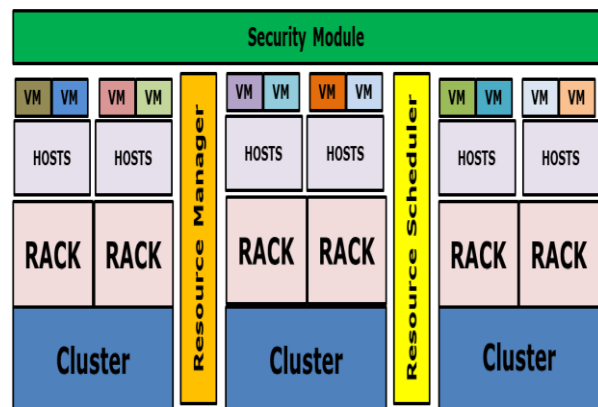 Security Module
VM VM VM VM
HOSTS HOSTS
RACK RACK
Cluster
Resource Manager
VM VM VM VM
HOSTS HOSTS
RACK RACK
Cluster
Resource Scheduler
VM VM VM VM
HOSTS HOSTS
RACK RACK
Cluster